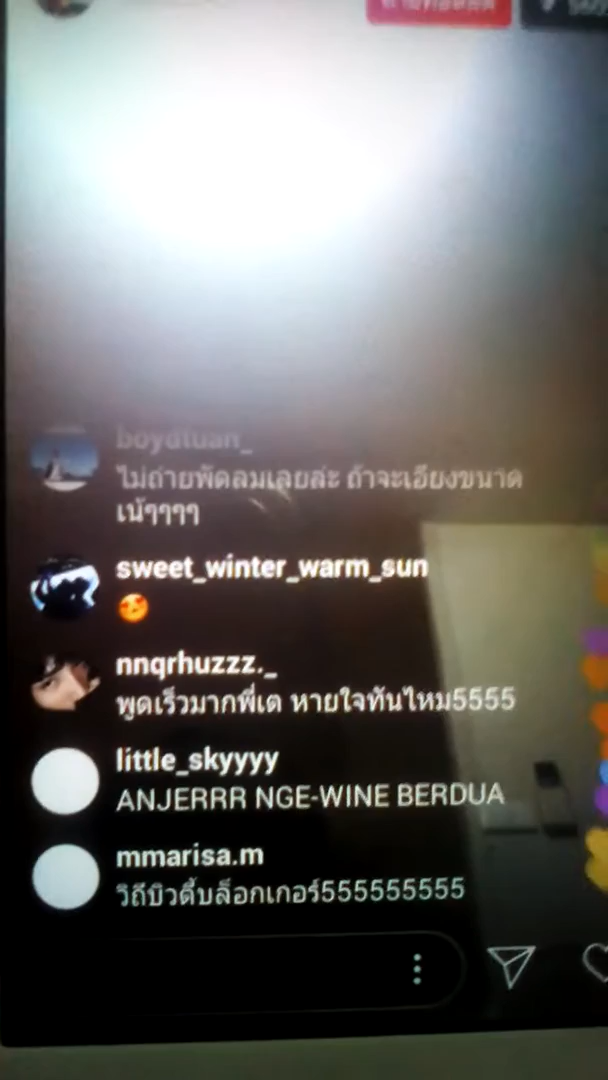 boydtuan_
ไม่ถ่ายพัดลมเลยล่ะ ถ้าจะเอียงขนาด
เน้ๆๆๆๆ
sweet_winter_warm_sun
😍
nnqrhuzzz._
พูดเร็วมากพี่เต หายใจทันไหม5555
little_skyyyy
ANJERRR NGE-WINE BERDUA
mmarisa.m
วิถีบิวตี้บล็อกเกอร์555555555